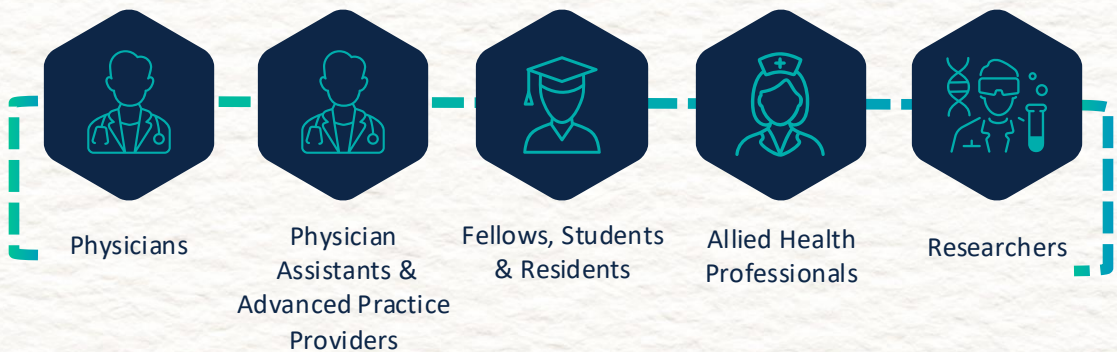 Physicians
Physician
Assistants &
Advanced Practice
Providers
Fellows, Students
& Residents
Allied Health
Professionals
Researchers